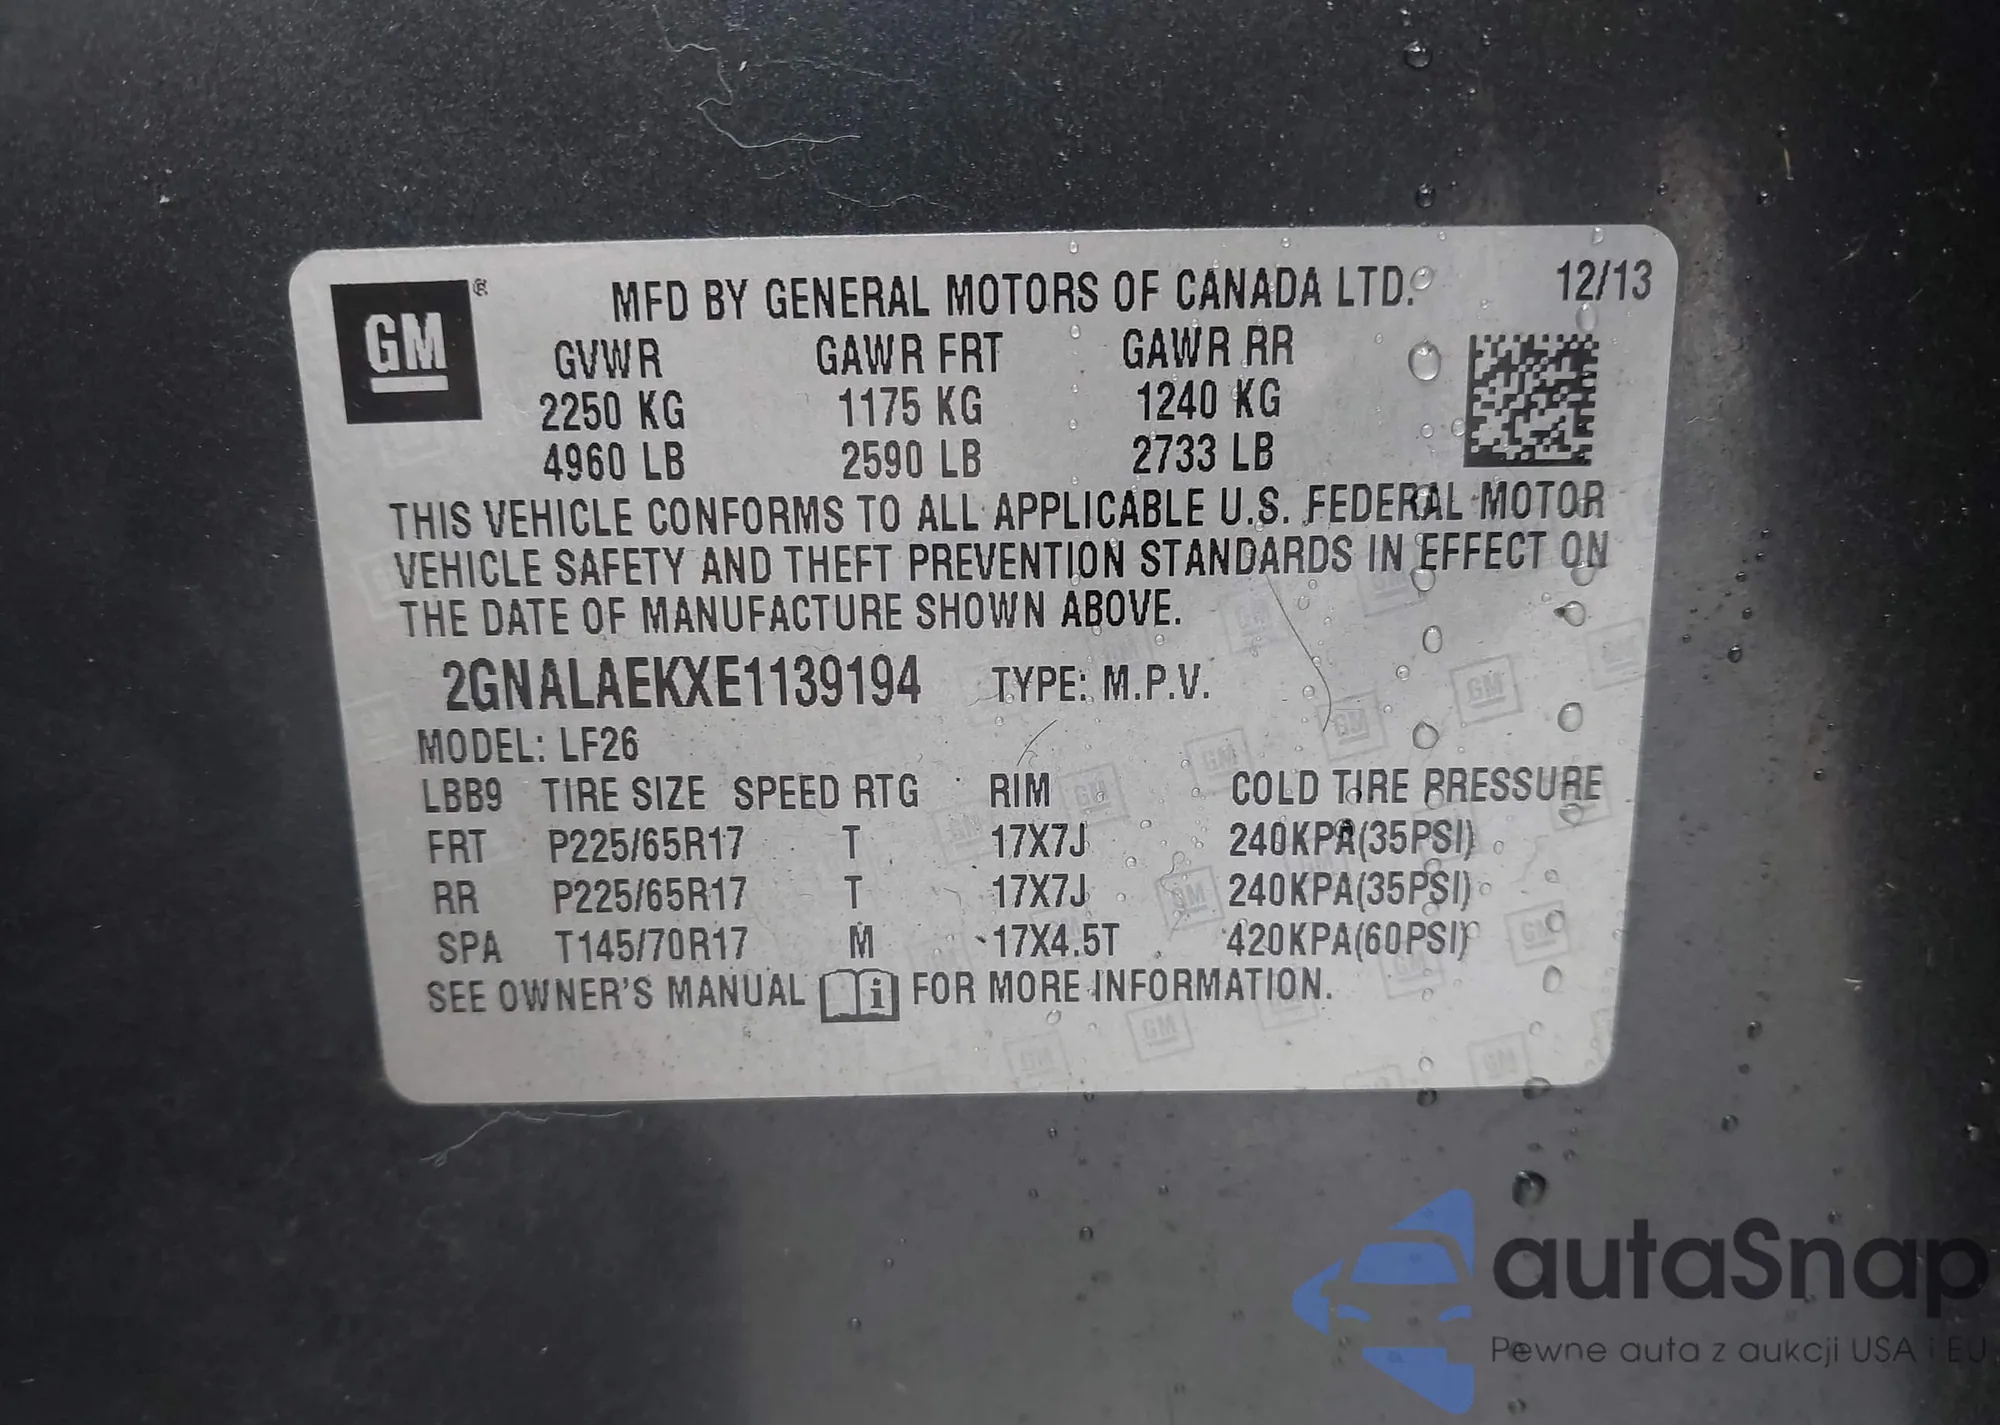 GM ®
MFD BY GENERAL MOTORS OF CANADA LTD. 12/13
GVWR GAWR FRT GAWR RR
2250 KG 1175 KG 1240 KG
4960 LB 2590 LB 2733 LB
THIS VEHICLE CONFORMS TO ALL APPLICABLE U.S. FEDERAL MOTOR
VEHICLE SAFETY AND THEFT PREVENTION STANDARDS IN EFFECT ON
THE DATE OF MANUFACTURE SHOWN ABOVE.
2GNALAEKXE1139194 TYPE: M.P.V.
MODEL: LF26
LBB9 TIRE SIZE SPEED RTG RIM COLD TIRE PRESSURE
FRT P225/65R17 T 17X7J 240KPA(35PSI)
RR P225/65R17 T 17X7J 240KPA(35PSI)
SPA T145/70R17 M 17X4.5T 420KPA(60PSI)
SEE OWNER'S MANUAL i FOR MORE INFORMATION.
autaSnap
Pewne auta z aukcji USA i EU